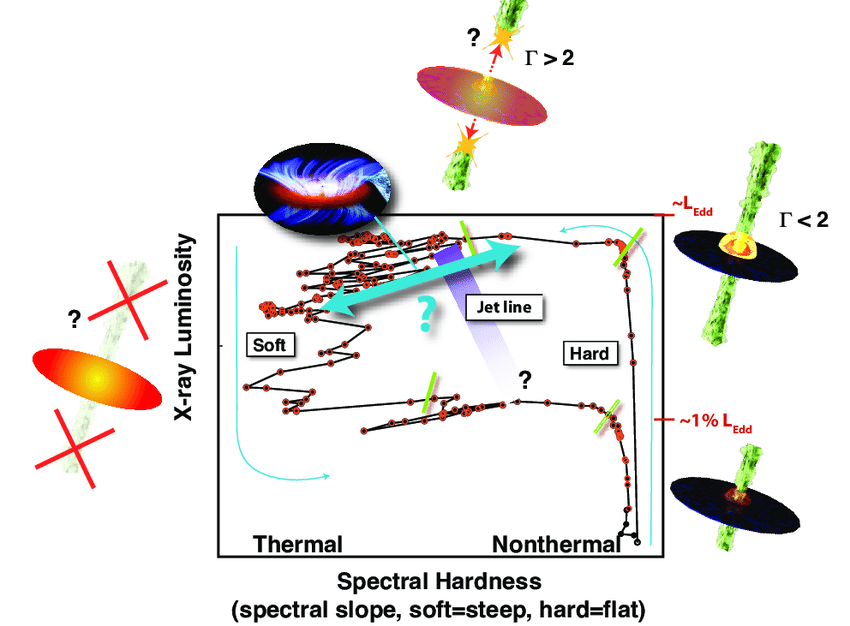 ?
Γ > 2
~L_Edd
Γ < 2
?
X-ray Luminosity
?
Jet line
Soft
Hard
?
~1% L_Edd
Thermal
Nonthermal
Spectral Hardness
(spectral slope, soft=steep, hard=flat)